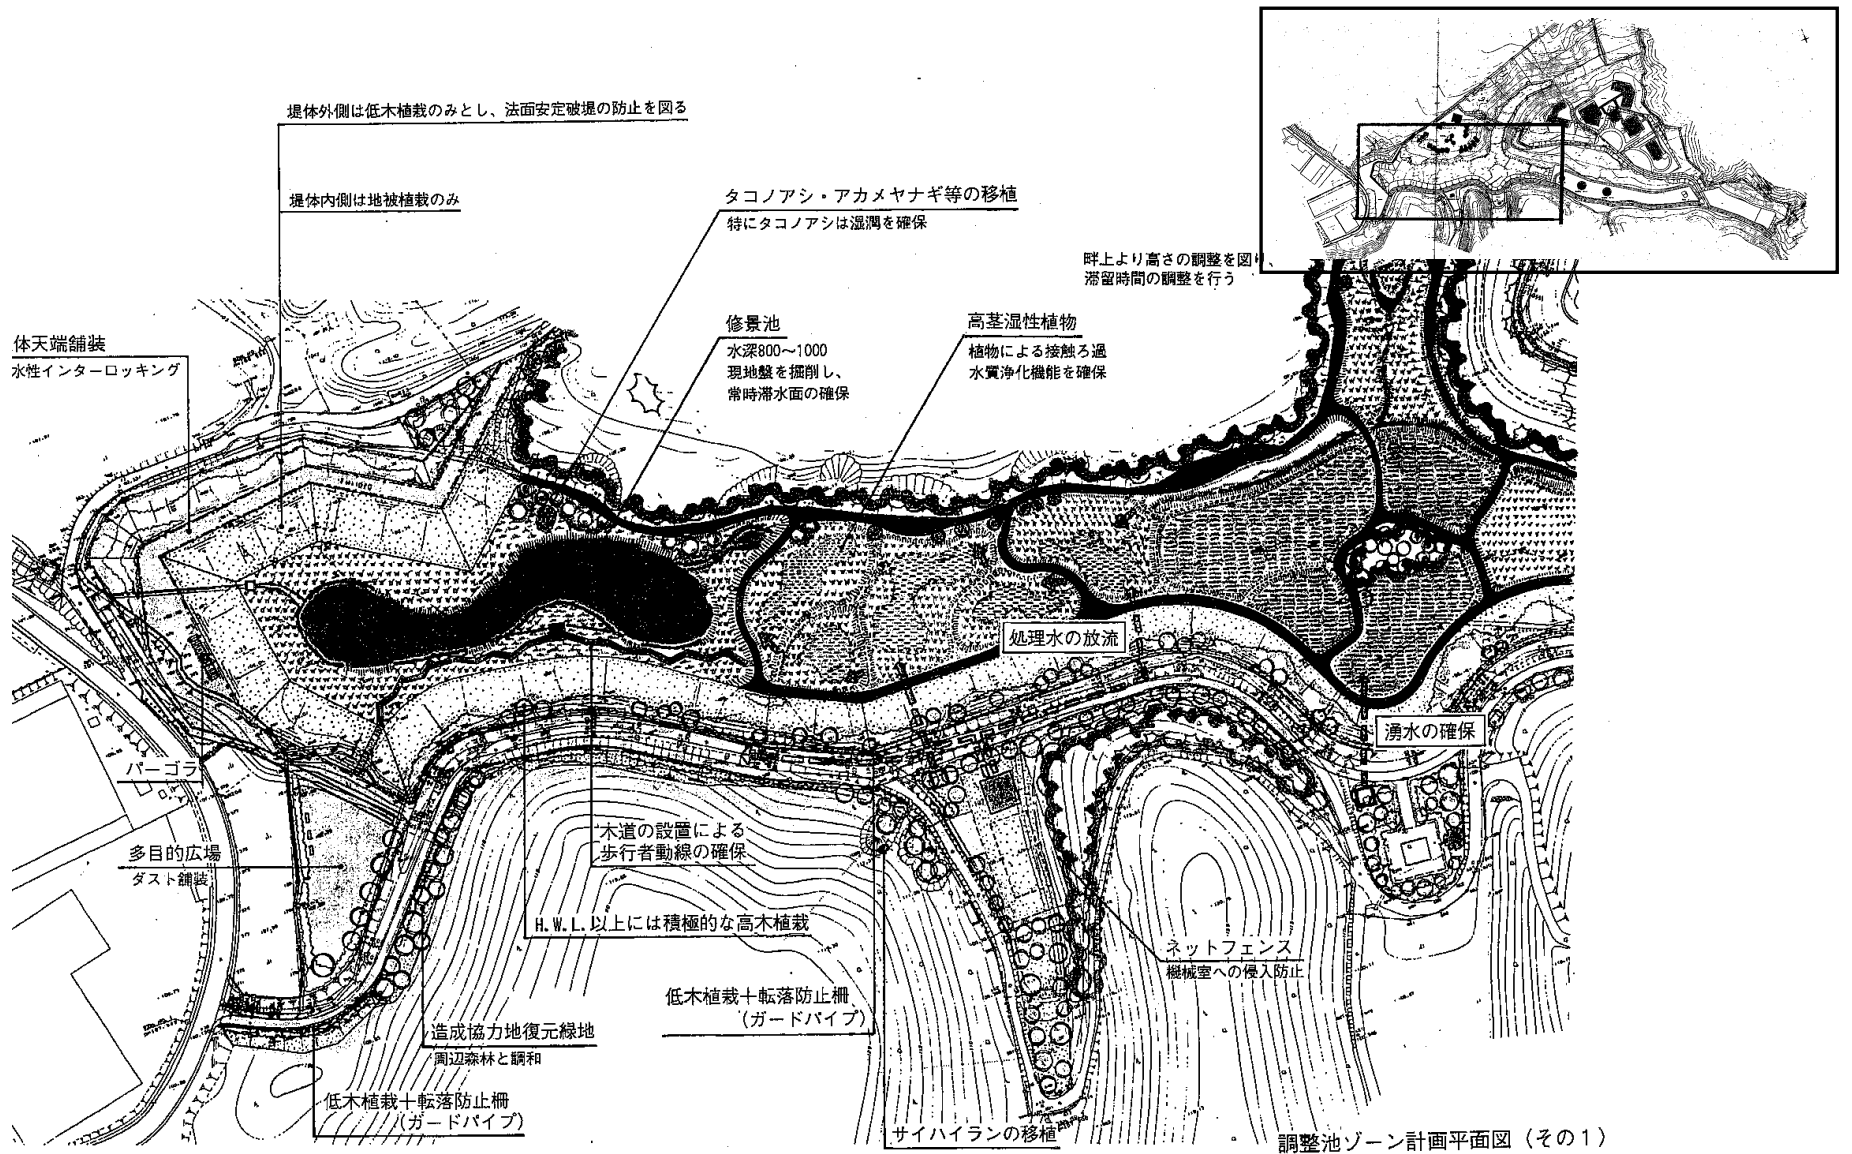 堤体外側は低木植栽のみとし、法面安定破堤の防止を図る
堤体内側は地被植栽のみ
タコノアシ・アカメヤナギ等の移植
特にタコノアシは湿潤を確保
畔上より高さの調整を図り、
滞留時間の調整を行う
体天端舗装
水性インターロッキング
修景池
水深800～1000
現地盤を掘削し、
常時滞水面の確保
高茎湿性植物
植物による接触ろ過
水質浄化機能を確保
処理水の放流
湧水の確保
パーゴラ
多目的広場
ダスト舗装
木道の設置による
歩行者動線の確保
H.W.L.以上には積極的な高木植栽
ネットフェンス
機械室への侵入防止
低木植栽＋転落防止柵
（ガードパイプ）
造成協力地復元緑地
周辺森林と調和
低木植栽＋転落防止柵
（ガードパイプ）
サイハイランの移植
調整池ゾーン計画平面図（その１）